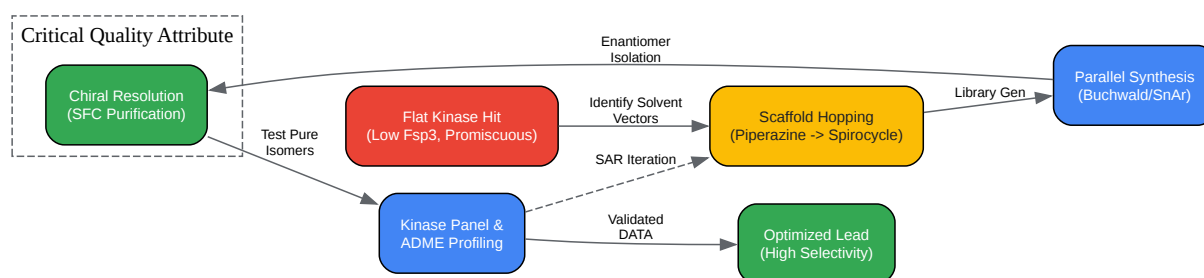 Critical Quality Attribute
Chiral Resolution
(SFC Purification)
Enantiomer
Isolation
Parallel Synthesis
(Buchwald/SnAr)
Flat Kinase Hit
(Low Fsp3, Promiscuous)
Identify Solvent
Vectors
Scaffold Hopping
(Piperazine -> Spirocycle)
Library Gen
Test Pure
Isomers
SAR Iteration
Kinase Panel &
ADME Profiling
Validated
DATA
Optimized Lead
(High Selectivity)